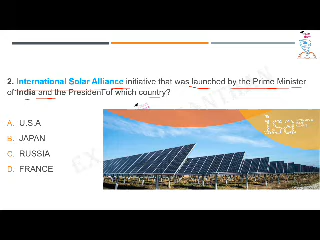 2. International Solar Alliance initiative that was launched by the Prime Minister
of India and the President of which country?
A. U.S.A
B. JAPAN
C. RUSSIA
D. FRANCE
isa